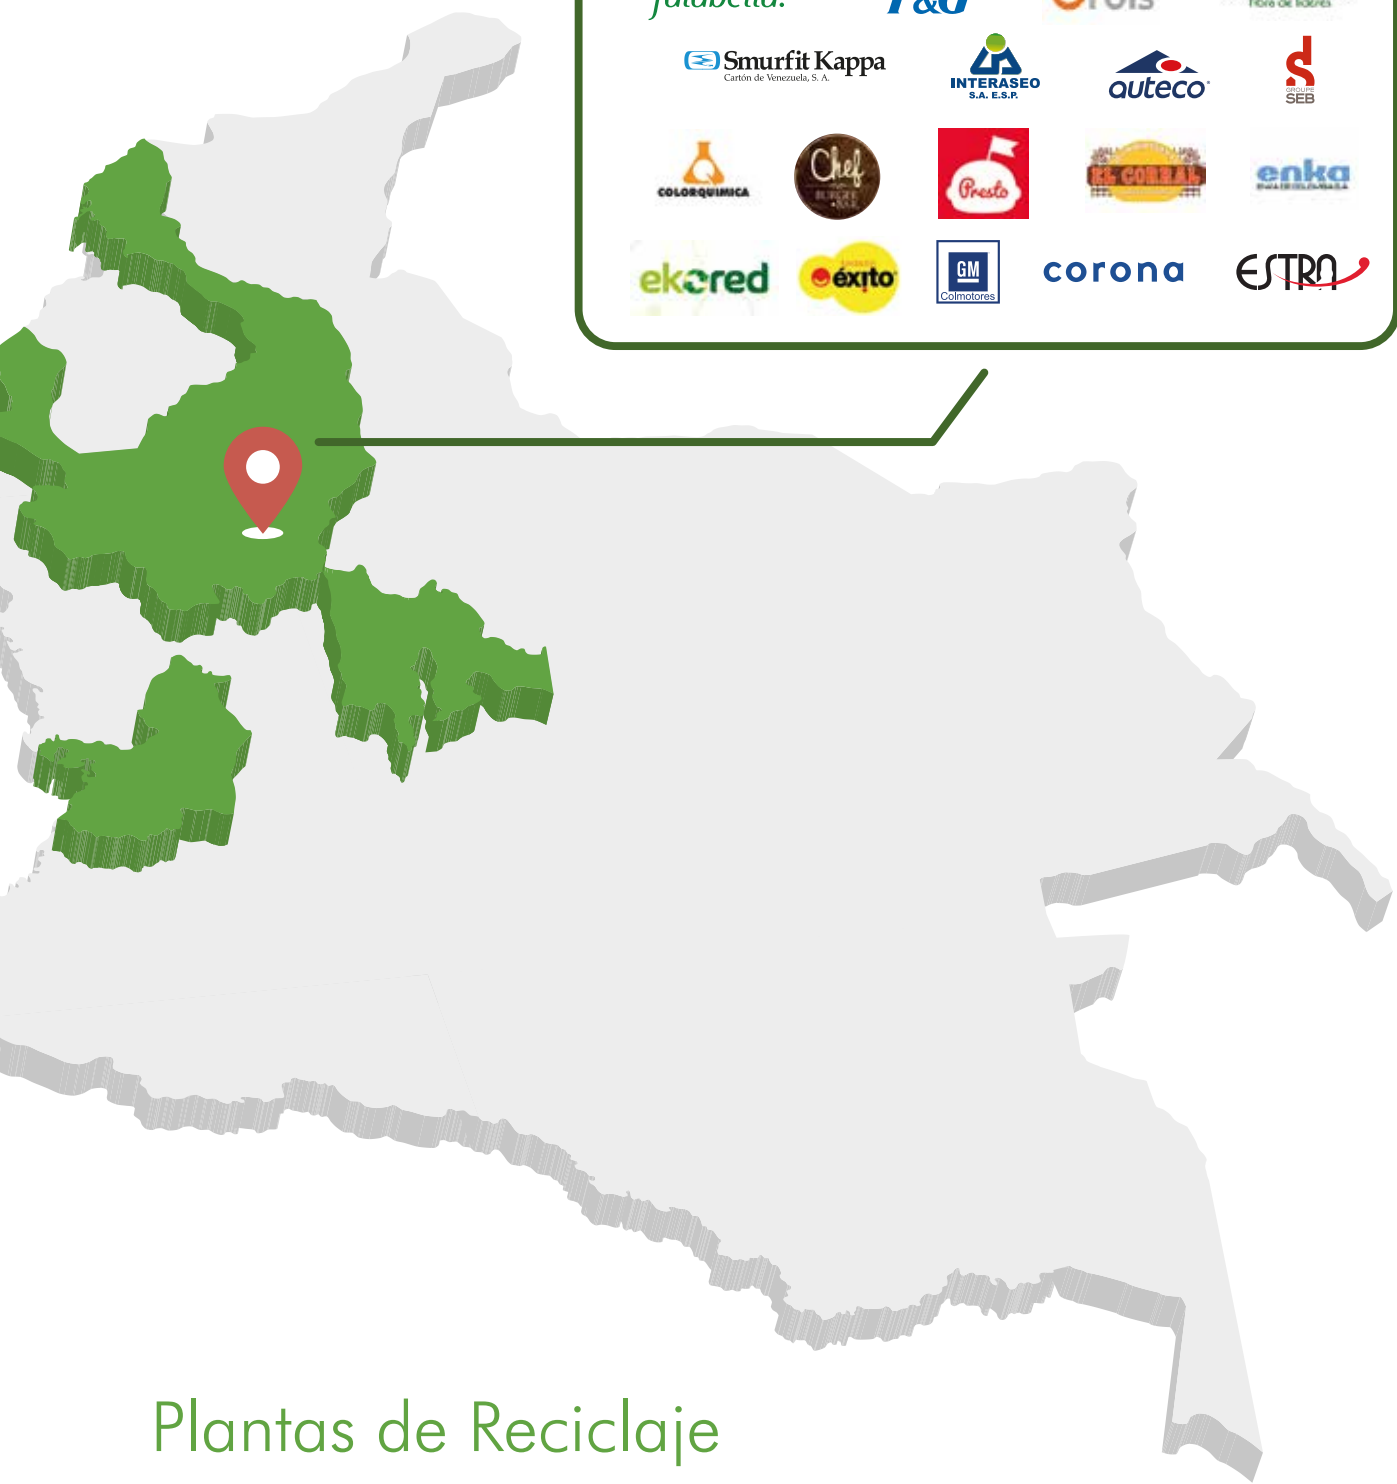 falabella.
P&G
Smurfit Kappa
Cartón de Venezuela, S. A.
INTERASEO
S.A. E.S.P.
auteco
GROUPE
SEB
COLORQUIMICA
Chef
BURGER
Presto
EL CORRAL
enka
ekored
éxito
GM
Colmotores
corona
ESTRA
Plantas de Reciclaje